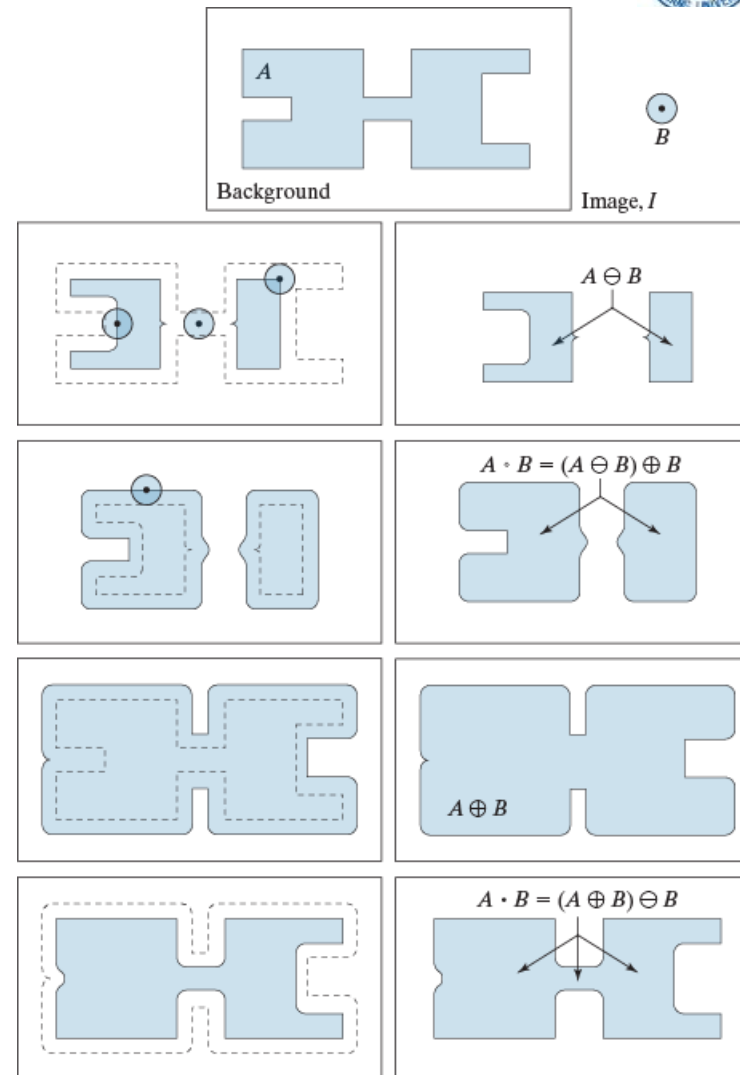 A
B
Background
Image, I
A ⊖ B
A ∘ B = (A ⊖ B) ⊕ B
A ⊕ B
A • B = (A ⊕ B) ⊖ B